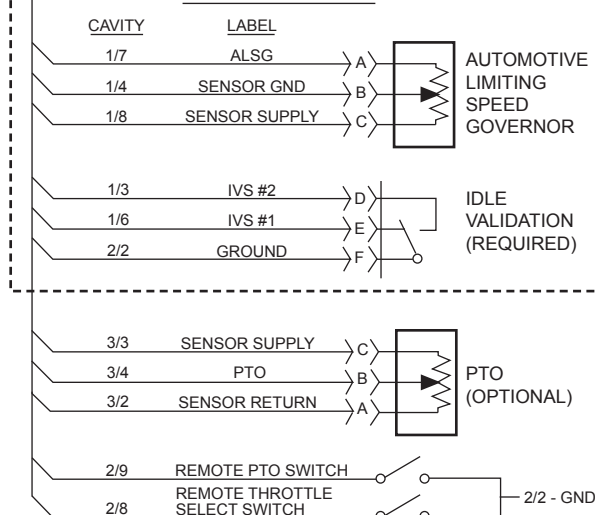 CAVITY LABEL
1/7 ALSG A
1/4 SENSOR GND B
1/8 SENSOR SUPPLY C
AUTOMOTIVE
LIMITING
SPEED
GOVERNOR
1/3 IVS #2 D
1/6 IVS #1 E
2/2 GROUND F
IDLE
VALIDATION
(REQUIRED)
3/3 SENSOR SUPPLY C
3/4 PTO B
3/2 SENSOR RETURN A
PTO
(OPTIONAL)
2/9 REMOTE PTO SWITCH
2/8 REMOTE THROTTLE
SELECT SWITCH
2/2 - GND